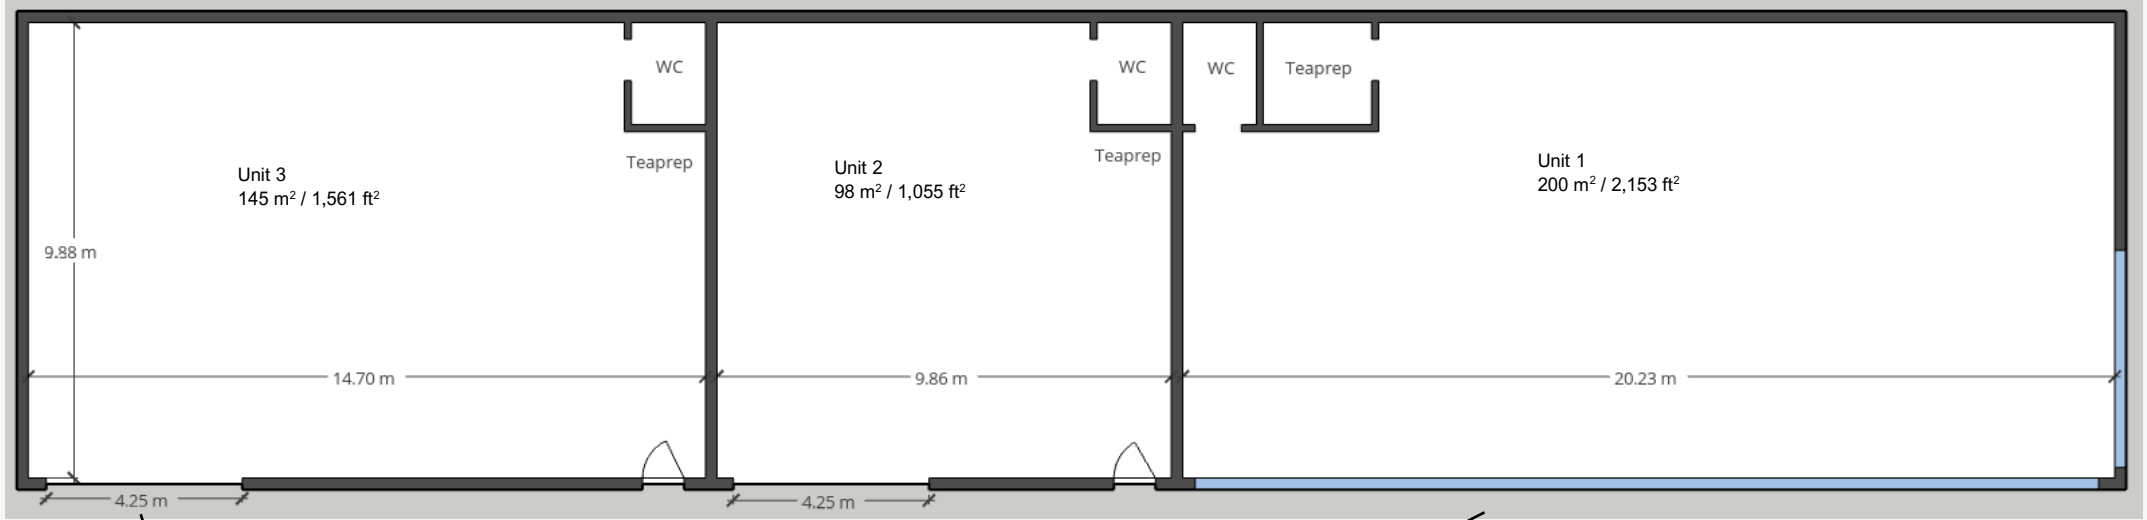 WC
WC
WC
Teaprep
Unit 3
145 m² / 1,561 ft²
Teaprep
Unit 2
98 m² / 1,055 ft²
Teaprep
Unit 1
200 m² / 2,153 ft²
9.88 m
14.70 m
9.86 m
20.23 m
4.25 m
4.25 m